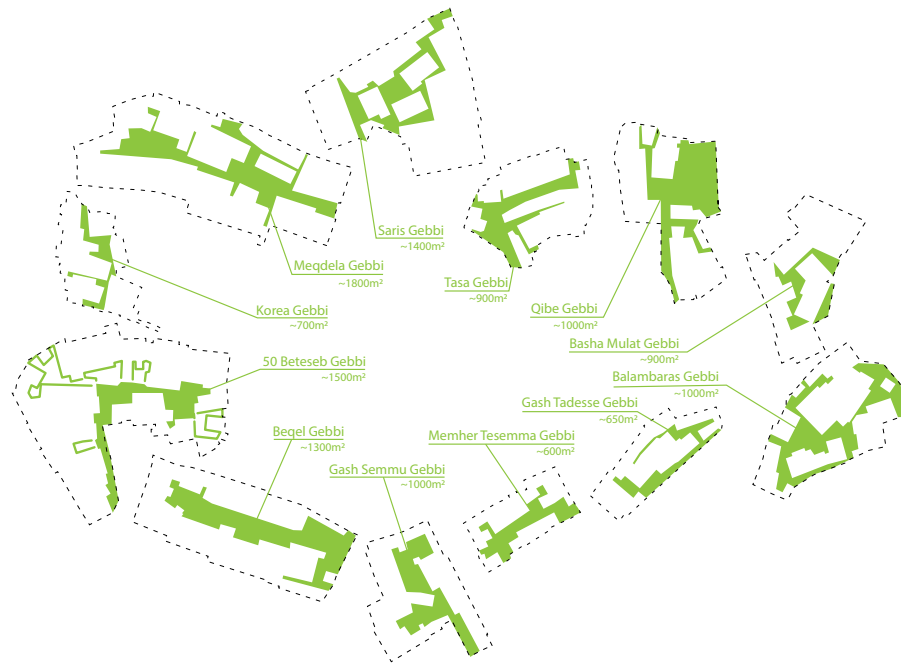 Saris Gebbi
~1400m²
Meqdela Gebbi
~1800m²
Tasa Gebbi
~900m²
Korea Gebbi
~700m²
Qibe Gebbi
~1000m²
Basha Mulat Gebbi
~900m²
50 Beteseb Gebbi
~1500m²
Balambaras Gebbi
~1000m²
Gash Tadesse Gebbi
~650m²
Beqel Gebbi
~1300m²
Memher Tesemma Gebbi
~600m²
Gash Semmu Gebbi
~1000m²